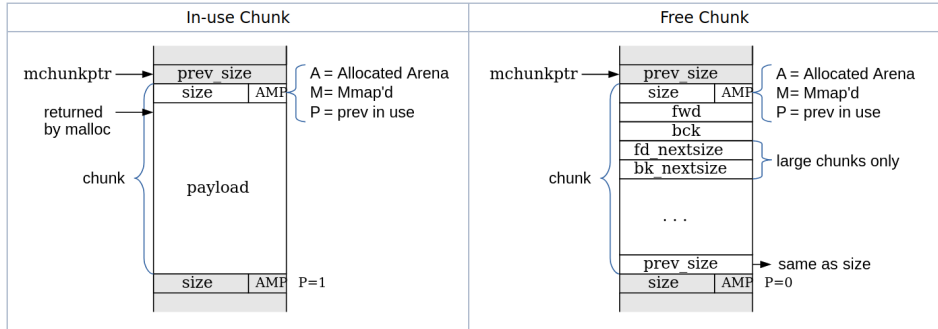 In-use Chunk
mchunkptr
prev_size
size
AMP
A = Allocated Arena
M= Mmap'd
P = prev in use
returned
by malloc
chunk
payload
size
AMP
P=1
Free Chunk
mchunkptr
prev_size
size
AMP
A = Allocated Arena
M= Mmap'd
P = prev in use
fwd
bck
fd_nextsize
bk_nextsize
large chunks only
chunk
. . .
prev_size
same as size
size
AMP
P=0